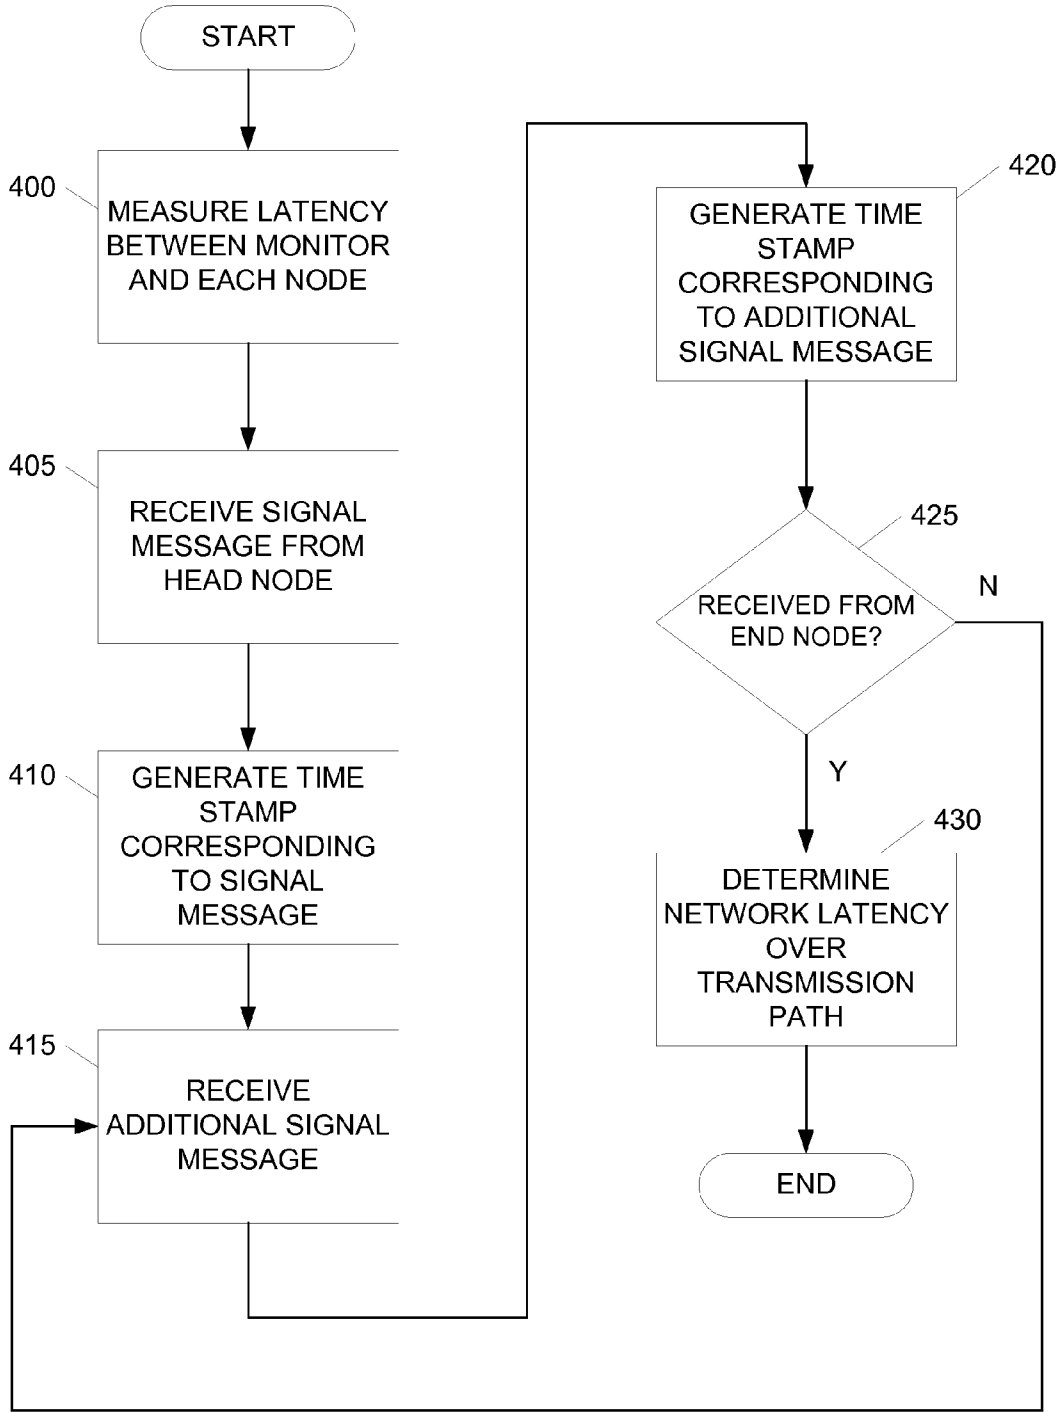 START
400
MEASURE LATENCY
BETWEEN MONITOR
AND EACH NODE
405
RECEIVE SIGNAL
MESSAGE FROM
HEAD NODE
410
GENERATE TIME
STAMP
CORRESPONDING
TO SIGNAL
MESSAGE
415
RECEIVE
ADDITIONAL SIGNAL
MESSAGE
420
GENERATE TIME
STAMP
CORRESPONDING
TO ADDITIONAL
SIGNAL MESSAGE
425
RECEIVED FROM
END NODE?
N
Y
430
DETERMINE
NETWORK LATENCY
OVER
TRANSMISSION
PATH
END